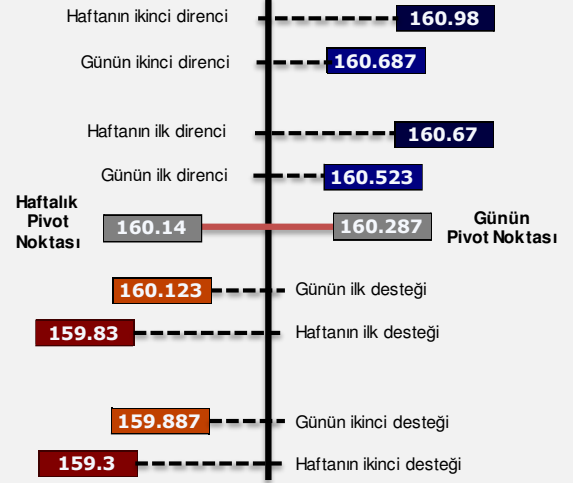 Haftanın ikinci direnci 160.98
Günün ikinci direnci 160.687
Haftanın ilk direnci 160.67
Günün ilk direnci 160.523
Haftalık
Pivot
Noktası
160.14 160.287
Günün
Pivot Noktası
160.123 Günün ilk desteği
159.83 Haftanın ilk desteği
159.887 Günün ikinci desteği
159.3 Haftanın ikinci desteği